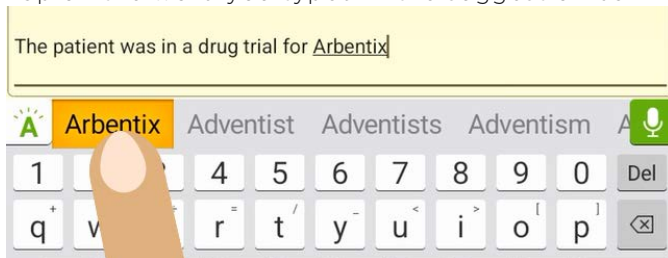 The patient was in a drug trial for Arbentix
A Arbentix Adventist Adventists Adventism A
1 4 5 6 7 8 9 0 Del
q + w r = t / y - u < i > o [ p ]